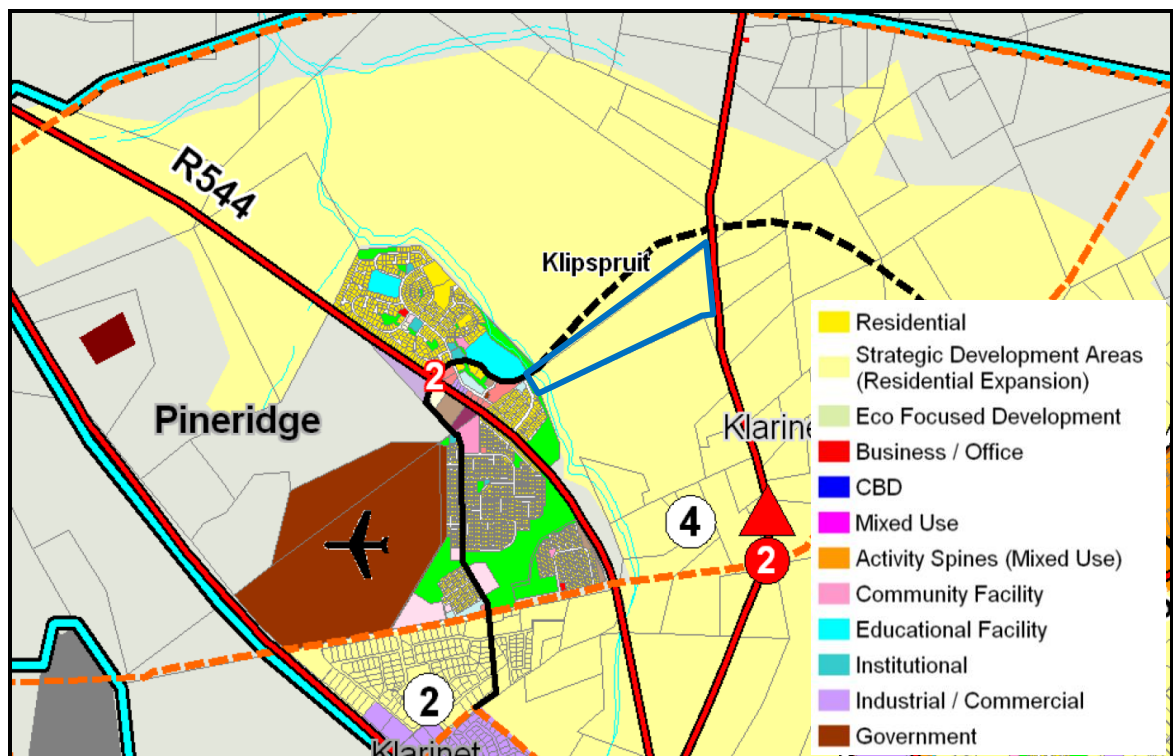 R544
Klipspruit
2
Pineridge
Klarine
4
2
2
Klarinet
Residential
Strategic Development Areas
(Residential Expansion)
Eco Focused Development
Business / Office
CBD
Mixed Use
Activity Spines (Mixed Use)
Community Facility
Educational Facility
Institutional
Industrial / Commercial
Government